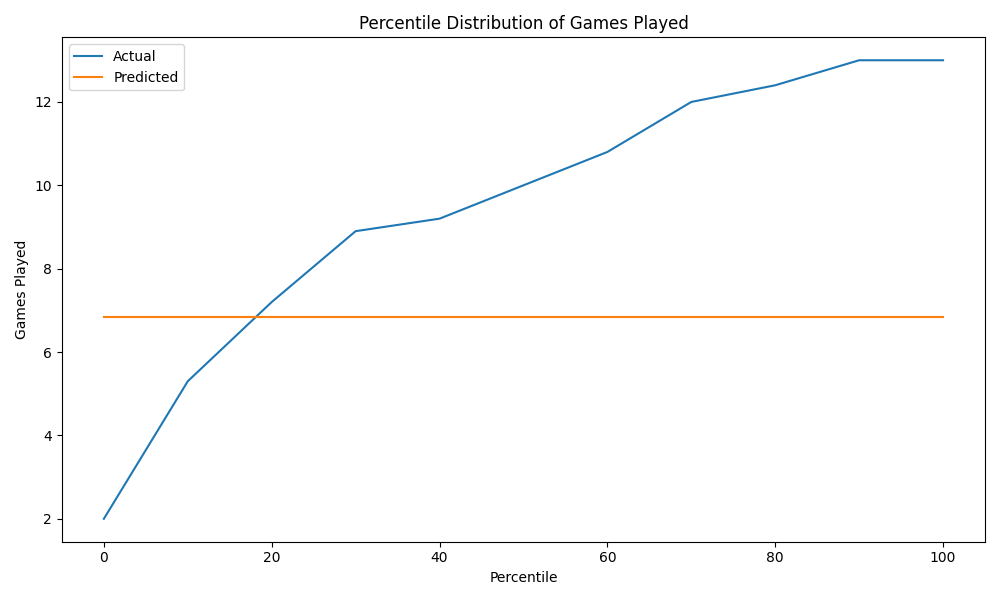 Percentile Distribution of Games Played
Actual
Predicted
12
10
8
6
4
2
Games Played
0 20 40 60 80 100
Percentile